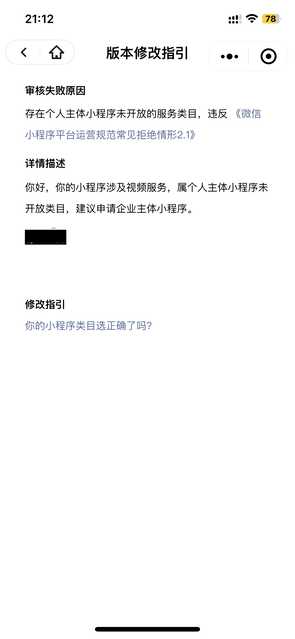 21:12
78
版本修改指引
审核失败原因
存在个人主体小程序未开放的服务类目，违反《微信
小程序平台运营规范常见拒绝情形2.1》
详情描述
你好，你的小程序涉及视频服务，属个人主体小程序未
开放类目，建议申请企业主体小程序。
修改指引
你的小程序类目选正确了吗？